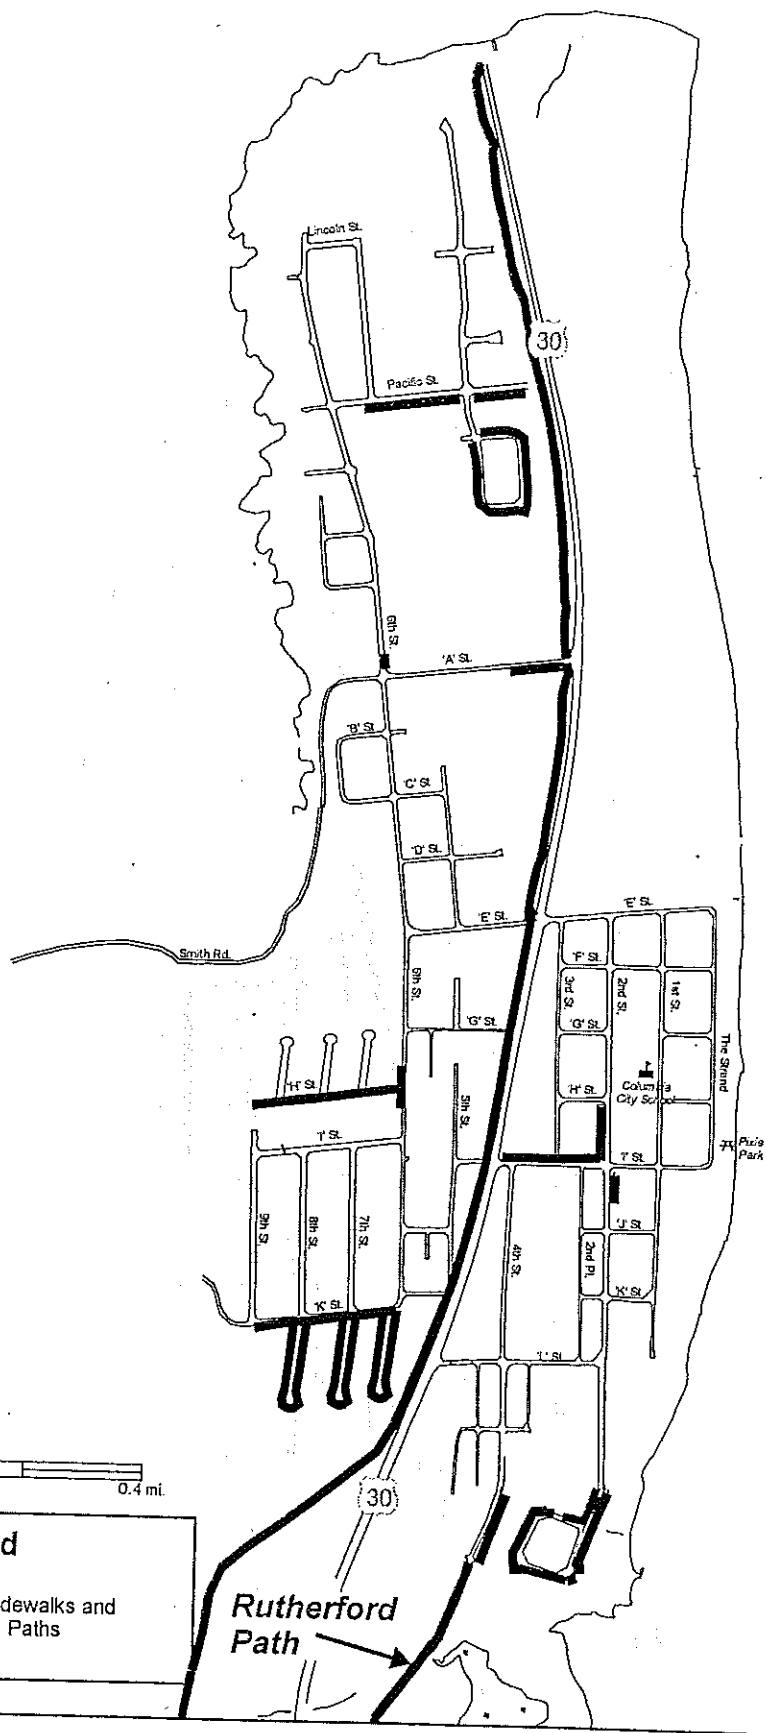 Lincoln St.
30
Pacific St.
6th St.
'A' St.
'B' St.
'C' St.
'D' St.
'E' St.
'E' St.
Smith Rd.
'F' St.
6th St.
3rd St.
2nd St.
1st St.
'G' St.
'G' St.
The Strand
'H' St.
5th St.
'H' St.
Columbia
City School
'I' St.
'I' St.
Pixie
Park
9th St.
8th St.
7th St.
4th St.
2nd Pl.
'J' St.
'K' St.
'K' St.
'L' St.
0.4 mi.
30
d
dewalks and
Paths
Rutherford
Path